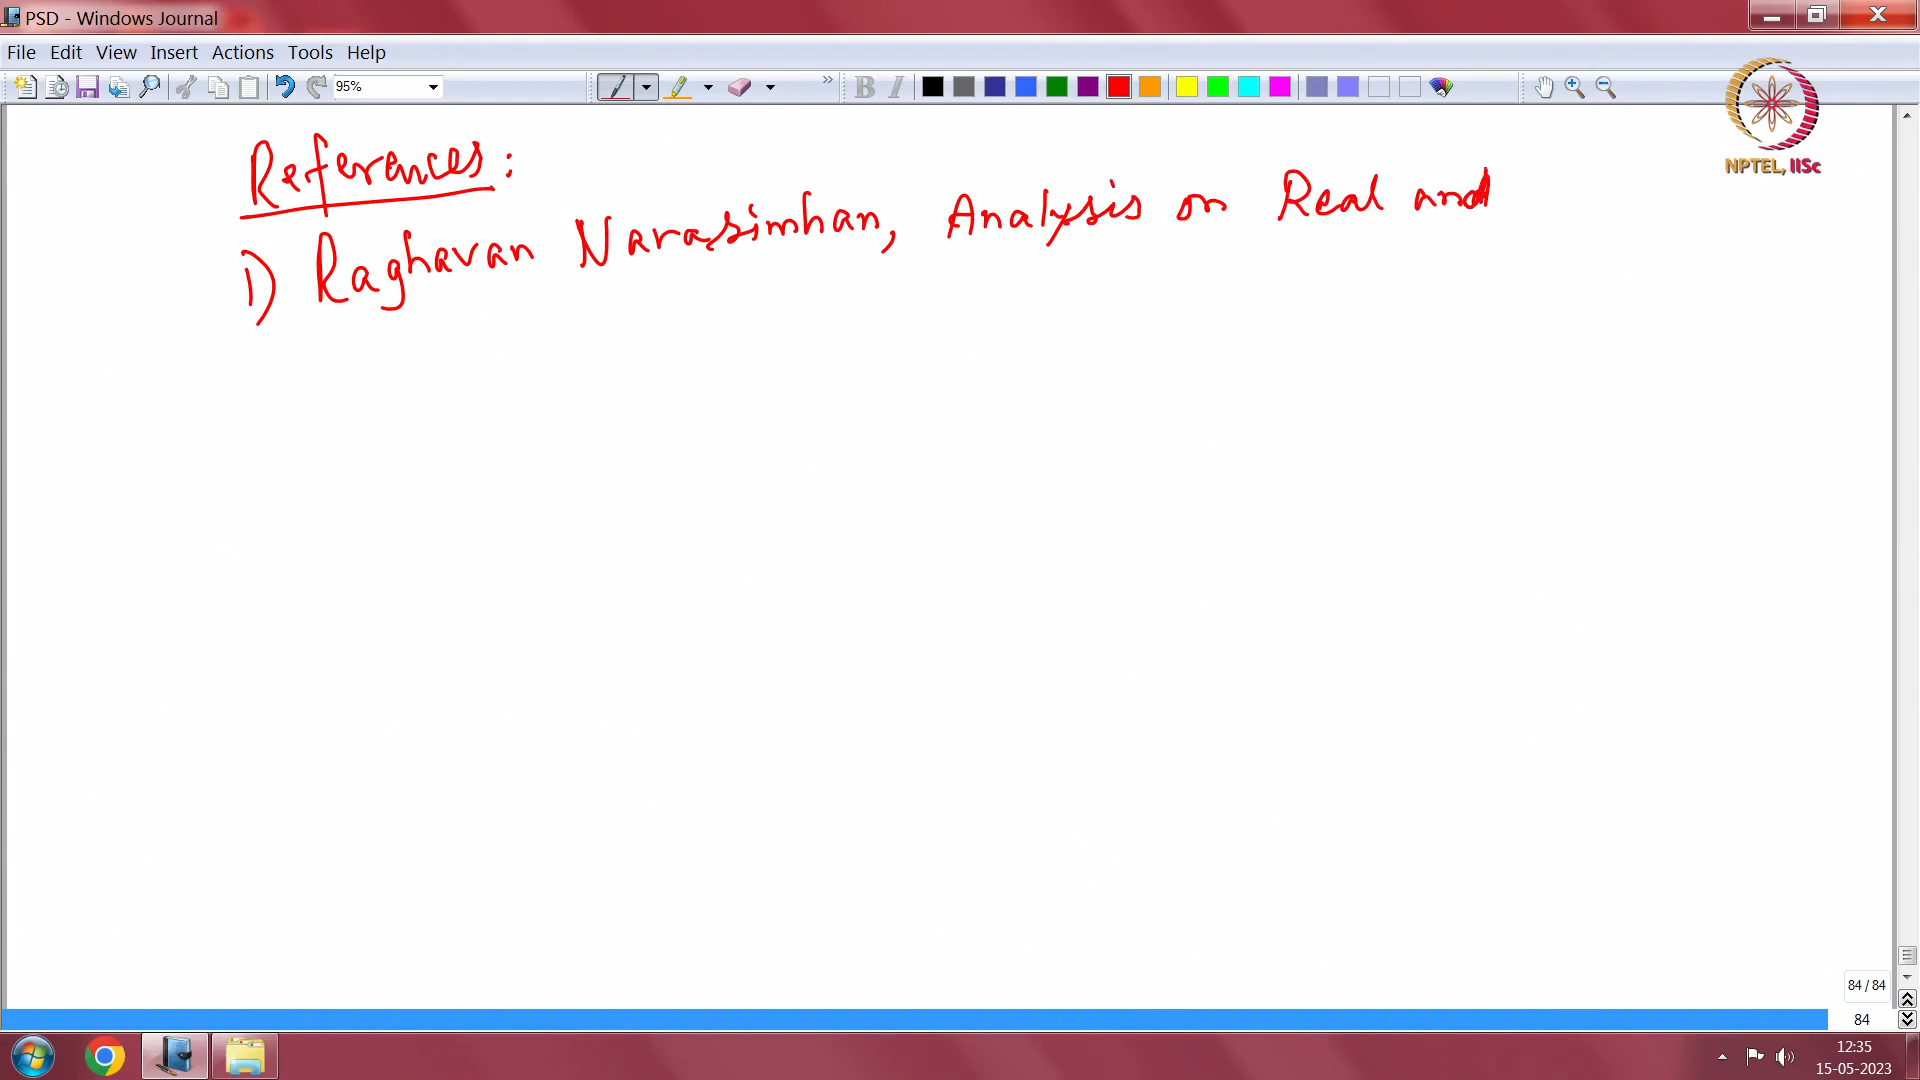 PSD - Windows Journal
File Edit View Insert Actions Tools Help
95%
NPTEL, IISc
References:
1) Raghavan Narasimhan, Analysis on Real and
84 / 84
84
12:35
15-05-2023